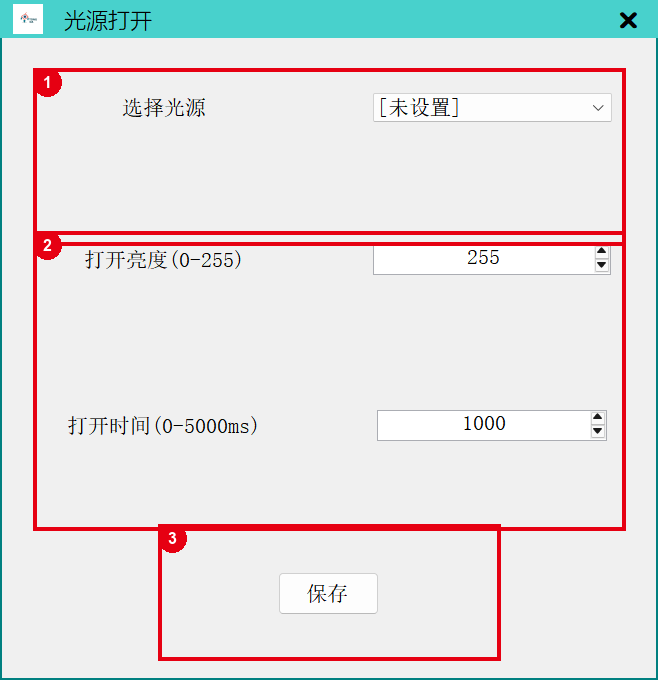 光源打开
1
选择光源 [未设置]
2
打开亮度(0-255) 255
打开时间(0-5000ms) 1000
3
保存